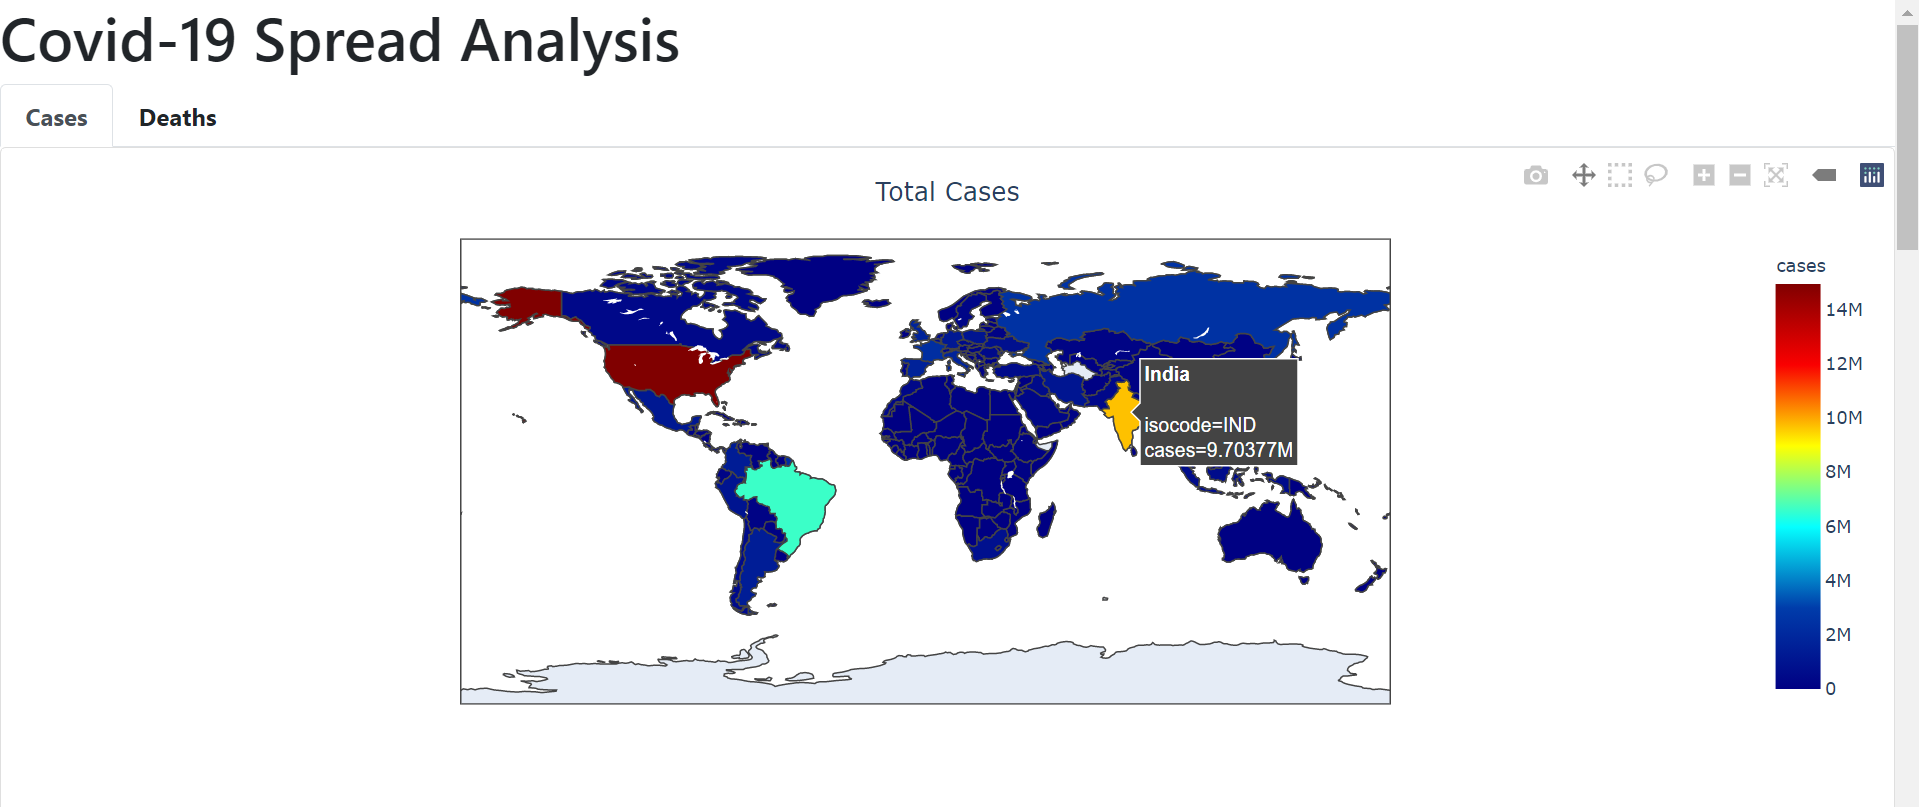 Covid-19 Spread Analysis
Cases Deaths
Total Cases
cases
14M
12M
10M
8M
6M
4M
2M
0
India
isocode=IND
cases=9.70377M